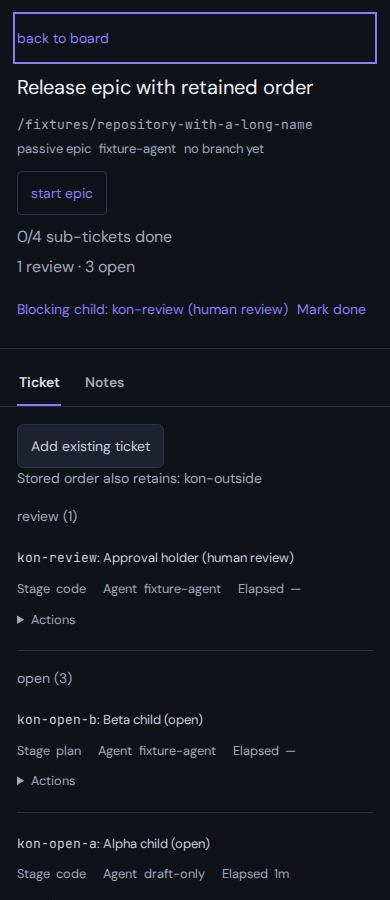 back to board
Release epic with retained order
/fixtures/repository-with-a-long-name
passive epic fixture-agent no branch yet
start epic
0/4 sub-tickets done
1 review · 3 open
Blocking child: kon-review (human review) Mark done
Ticket Notes
Add existing ticket
Stored order also retains: kon-outside
review (1)
kon-review: Approval holder (human review)
Stage code Agent fixture-agent Elapsed —
▶ Actions
open (3)
kon-open-b: Beta child (open)
Stage plan Agent fixture-agent Elapsed —
▶ Actions
kon-open-a: Alpha child (open)
Stage code Agent draft-only Elapsed 1m